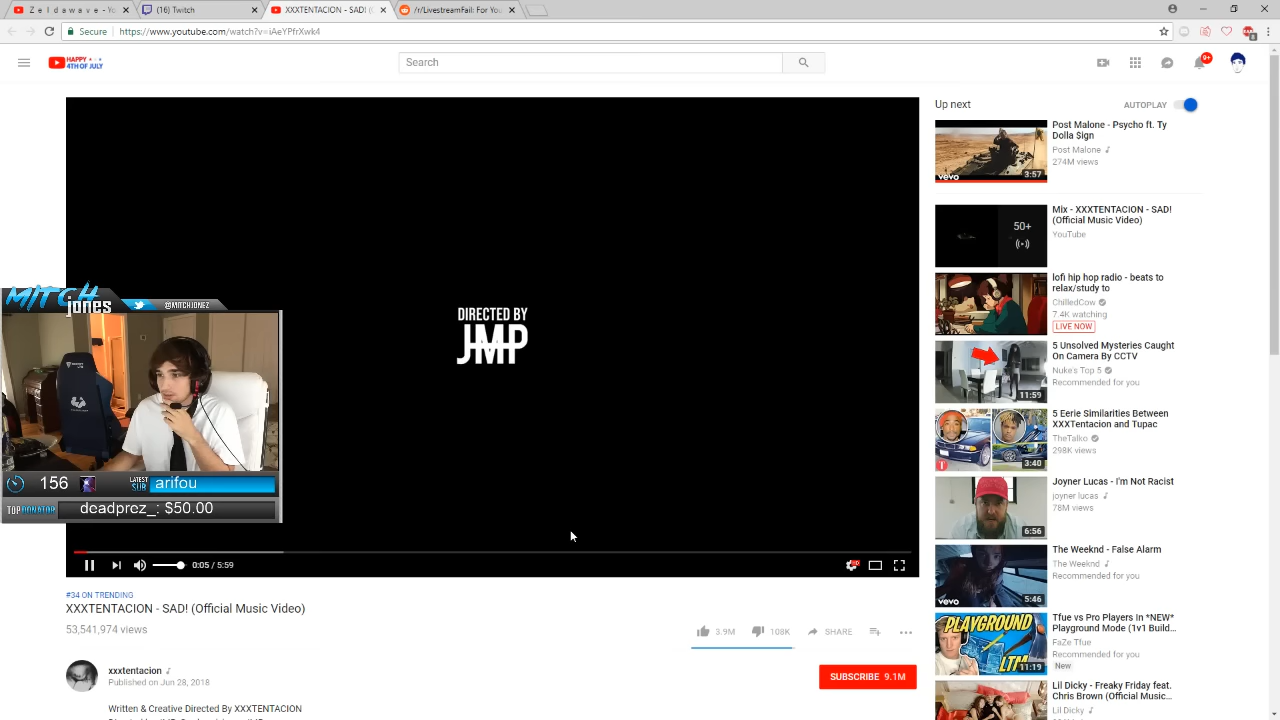 Z e l d a w a v e - Yo
Twitch
XXXTENTACION - SAD! (O
/r/LivestreamFail: For You
Secure
https://www.youtube.com/watch?v=iAeYPfrXwk4
HAPPY
4TH OF JULY
Search
9+
Up next
AUTOPLAY
Post Malone - Psycho ft. Ty
Dolla $ign
Post Malone
274M views
vevo
3:57
Mix - XXXTENTACION - SAD!
(Official Music Video)
YouTube
50+
lofi hip hop radio - beats to
relax/study to
ChilledCow
7.4K watching
LIVE NOW
5 Unsolved Mysteries Caught
On Camera By CCTV
Nuke's Top 5
Recommended for you
11:59
5 Eerie Similarities Between
XXXTentacion and Tupac
TheTalko
298K views
3:40
Joyner Lucas - I'm Not Racist
joyner lucas
78M views
6:56
The Weeknd - False Alarm
The Weeknd
Recommended for you
vevo
5:46
Tfue vs Pro Players In *NEW*
Playground Mode (1v1 Build...
FaZe Tfue
Recommended for you
New
PLAYGROUND
LTM
11:19
Lil Dicky - Freaky Friday feat.
Chris Brown (Official Music...
Lil Dicky
DIRECTED BY
JMP
MITCH
jones
@MITCHJONEZ
156
LATEST
SUB
arifou
TOP DONATOR
deadprez_: $50.00
0:05 / 5:59
HD
#34 ON TRENDING
XXXTENTACION - SAD! (Official Music Video)
53,541,974 views
3.9M
108K
SHARE
xxxtentacion
Published on Jun 28, 2018
SUBSCRIBE 9.1M
Written & Creative Directed By XXXTENTACION